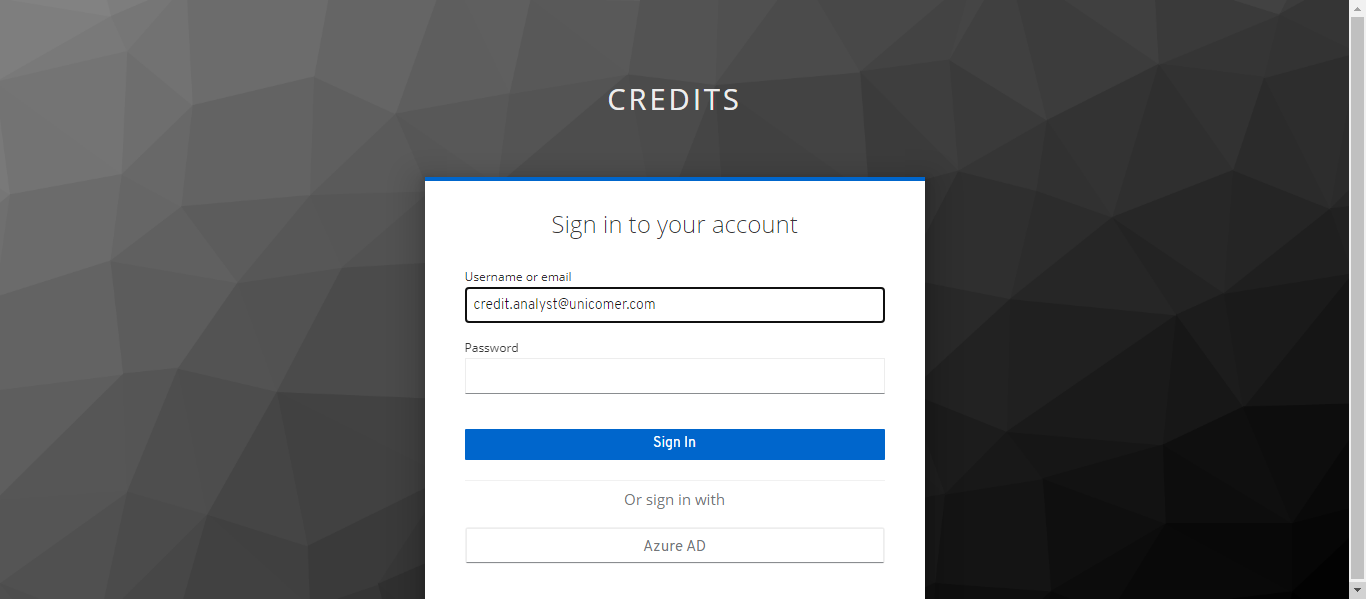 CREDITS
Sign in to your account
Username or email
credit.analyst@unicomer.com
Password
Sign In
Or sign in with
Azure AD